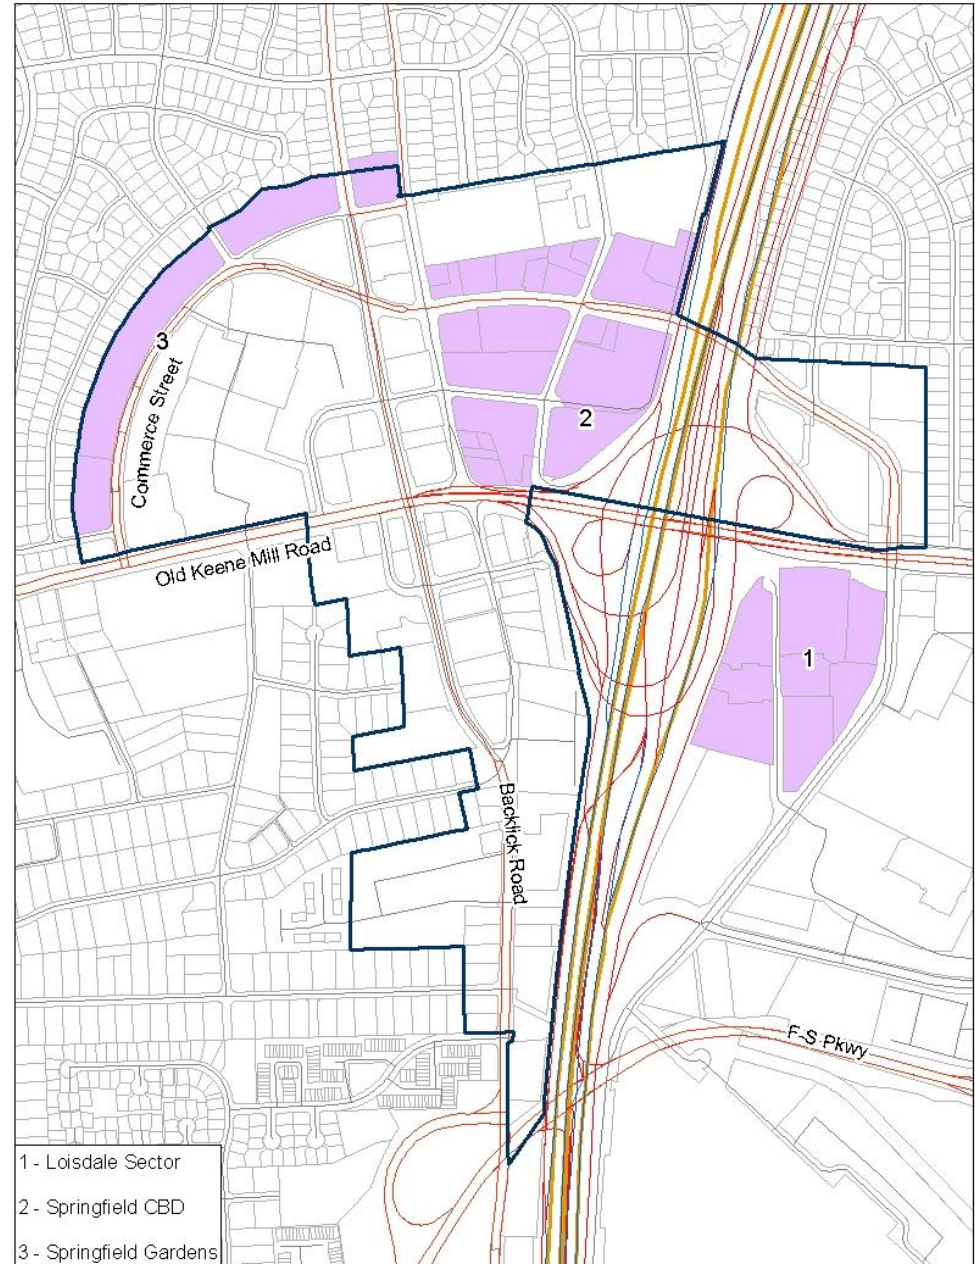 3
Commerce Street
2
Old Keene Mill Road
1
Backlick Road
F-S Pkwy
1 - Loisdale Sector
2 - Springfield CBD
3 - Springfield Gardens